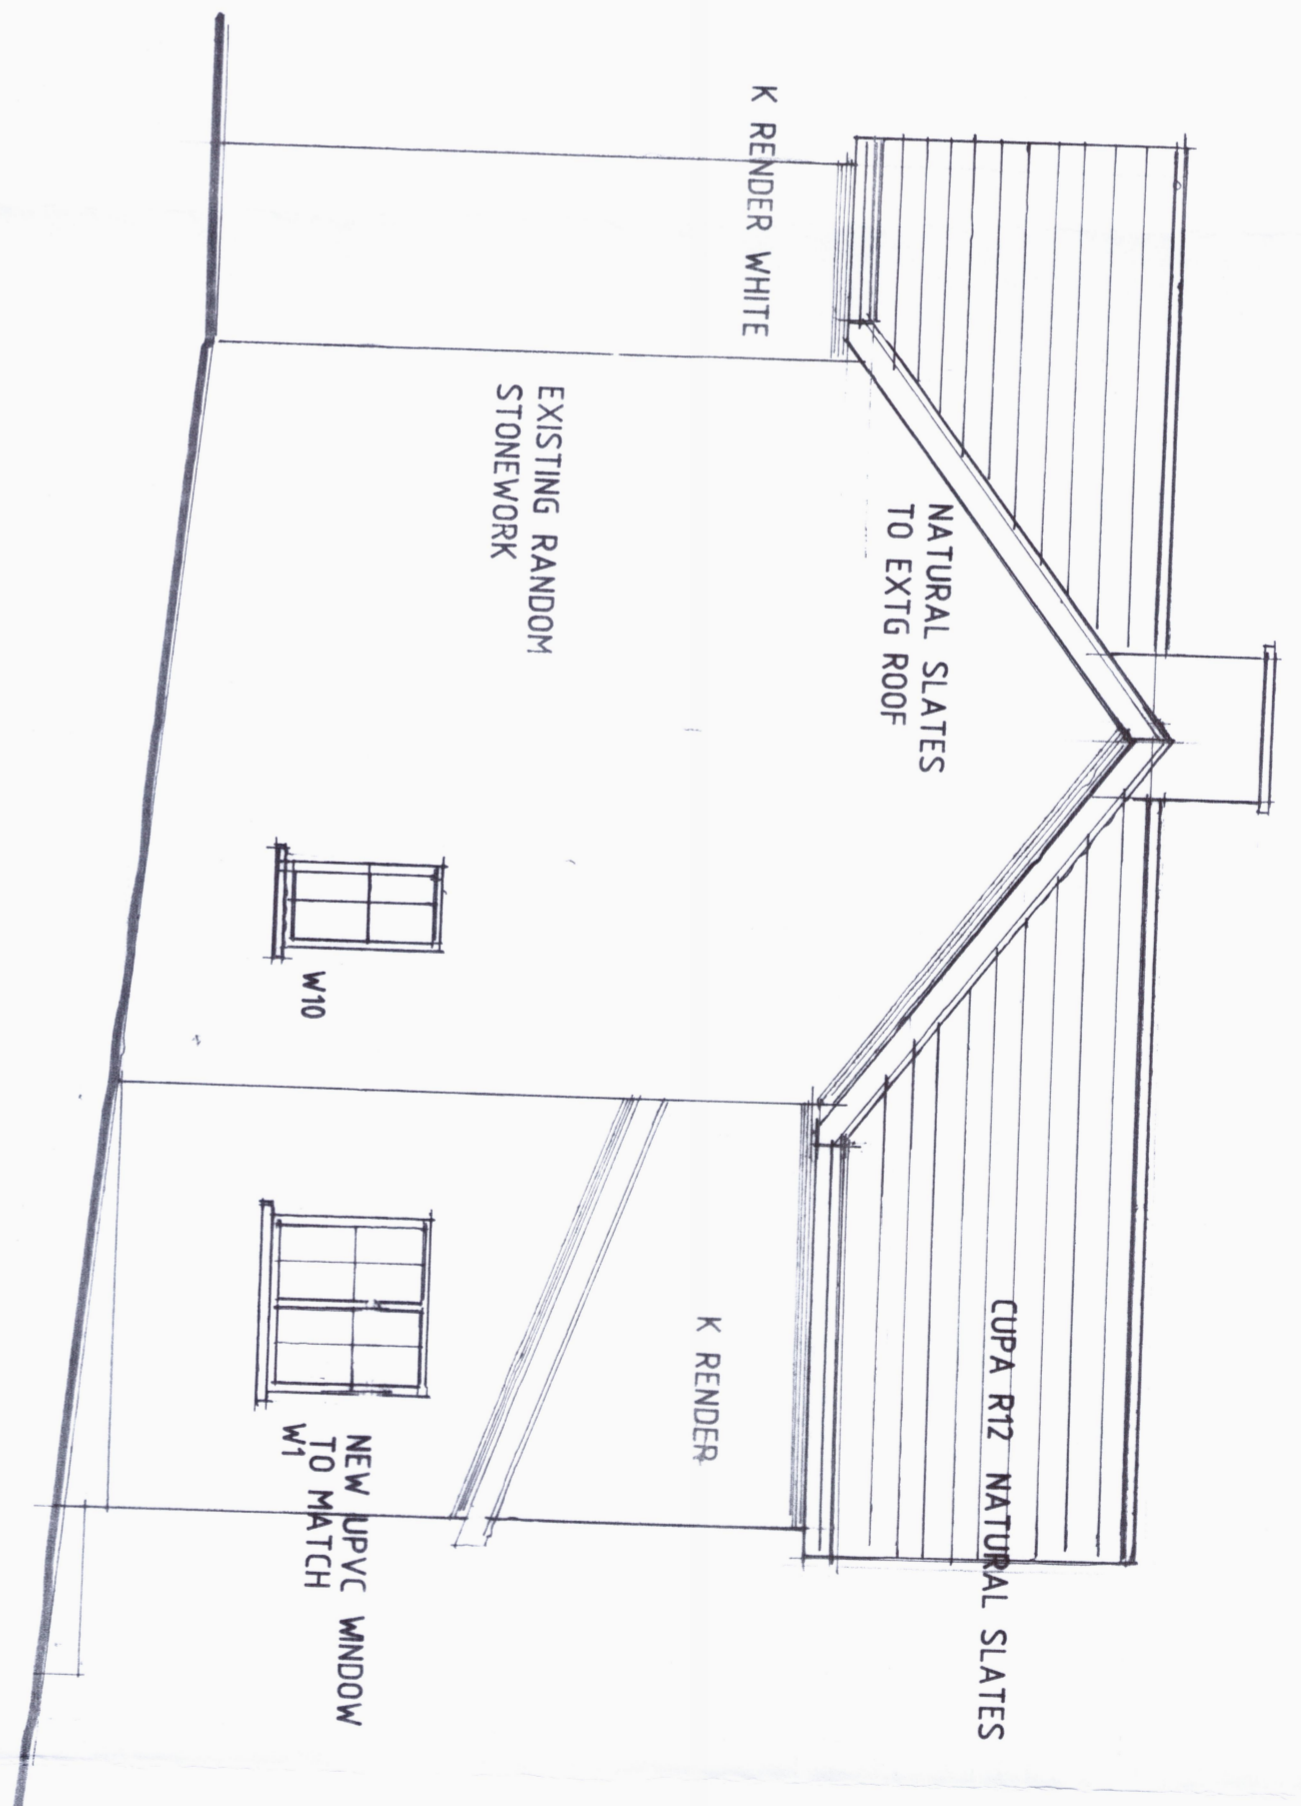 K RENDER WHITE
NATURAL SLATES
TO EXTG ROOF
EXISTING RANDOM
STONEWORK
W10
CUPA R12 NATURAL SLATES
K RENDER
NEW UPVC WINDOW
TO MATCH
W1